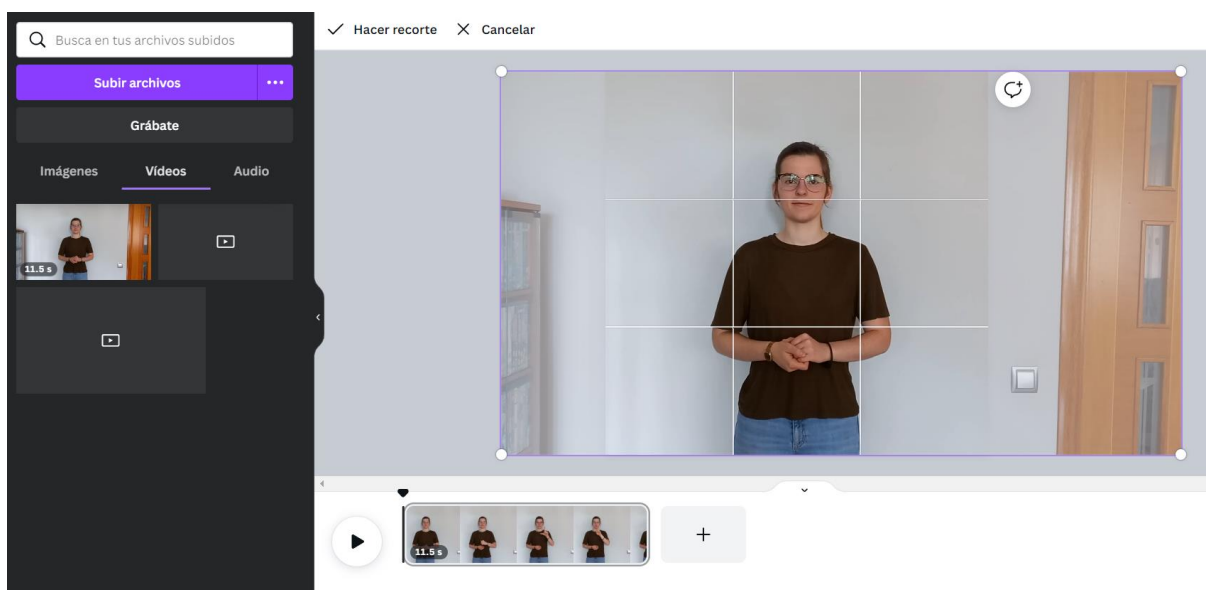 Busca en tus archivos subidos
Subir archivos
Grábate
Imágenes Vídeos Audio
11.5 s
Hacer recorte Cancelar
11.5 s